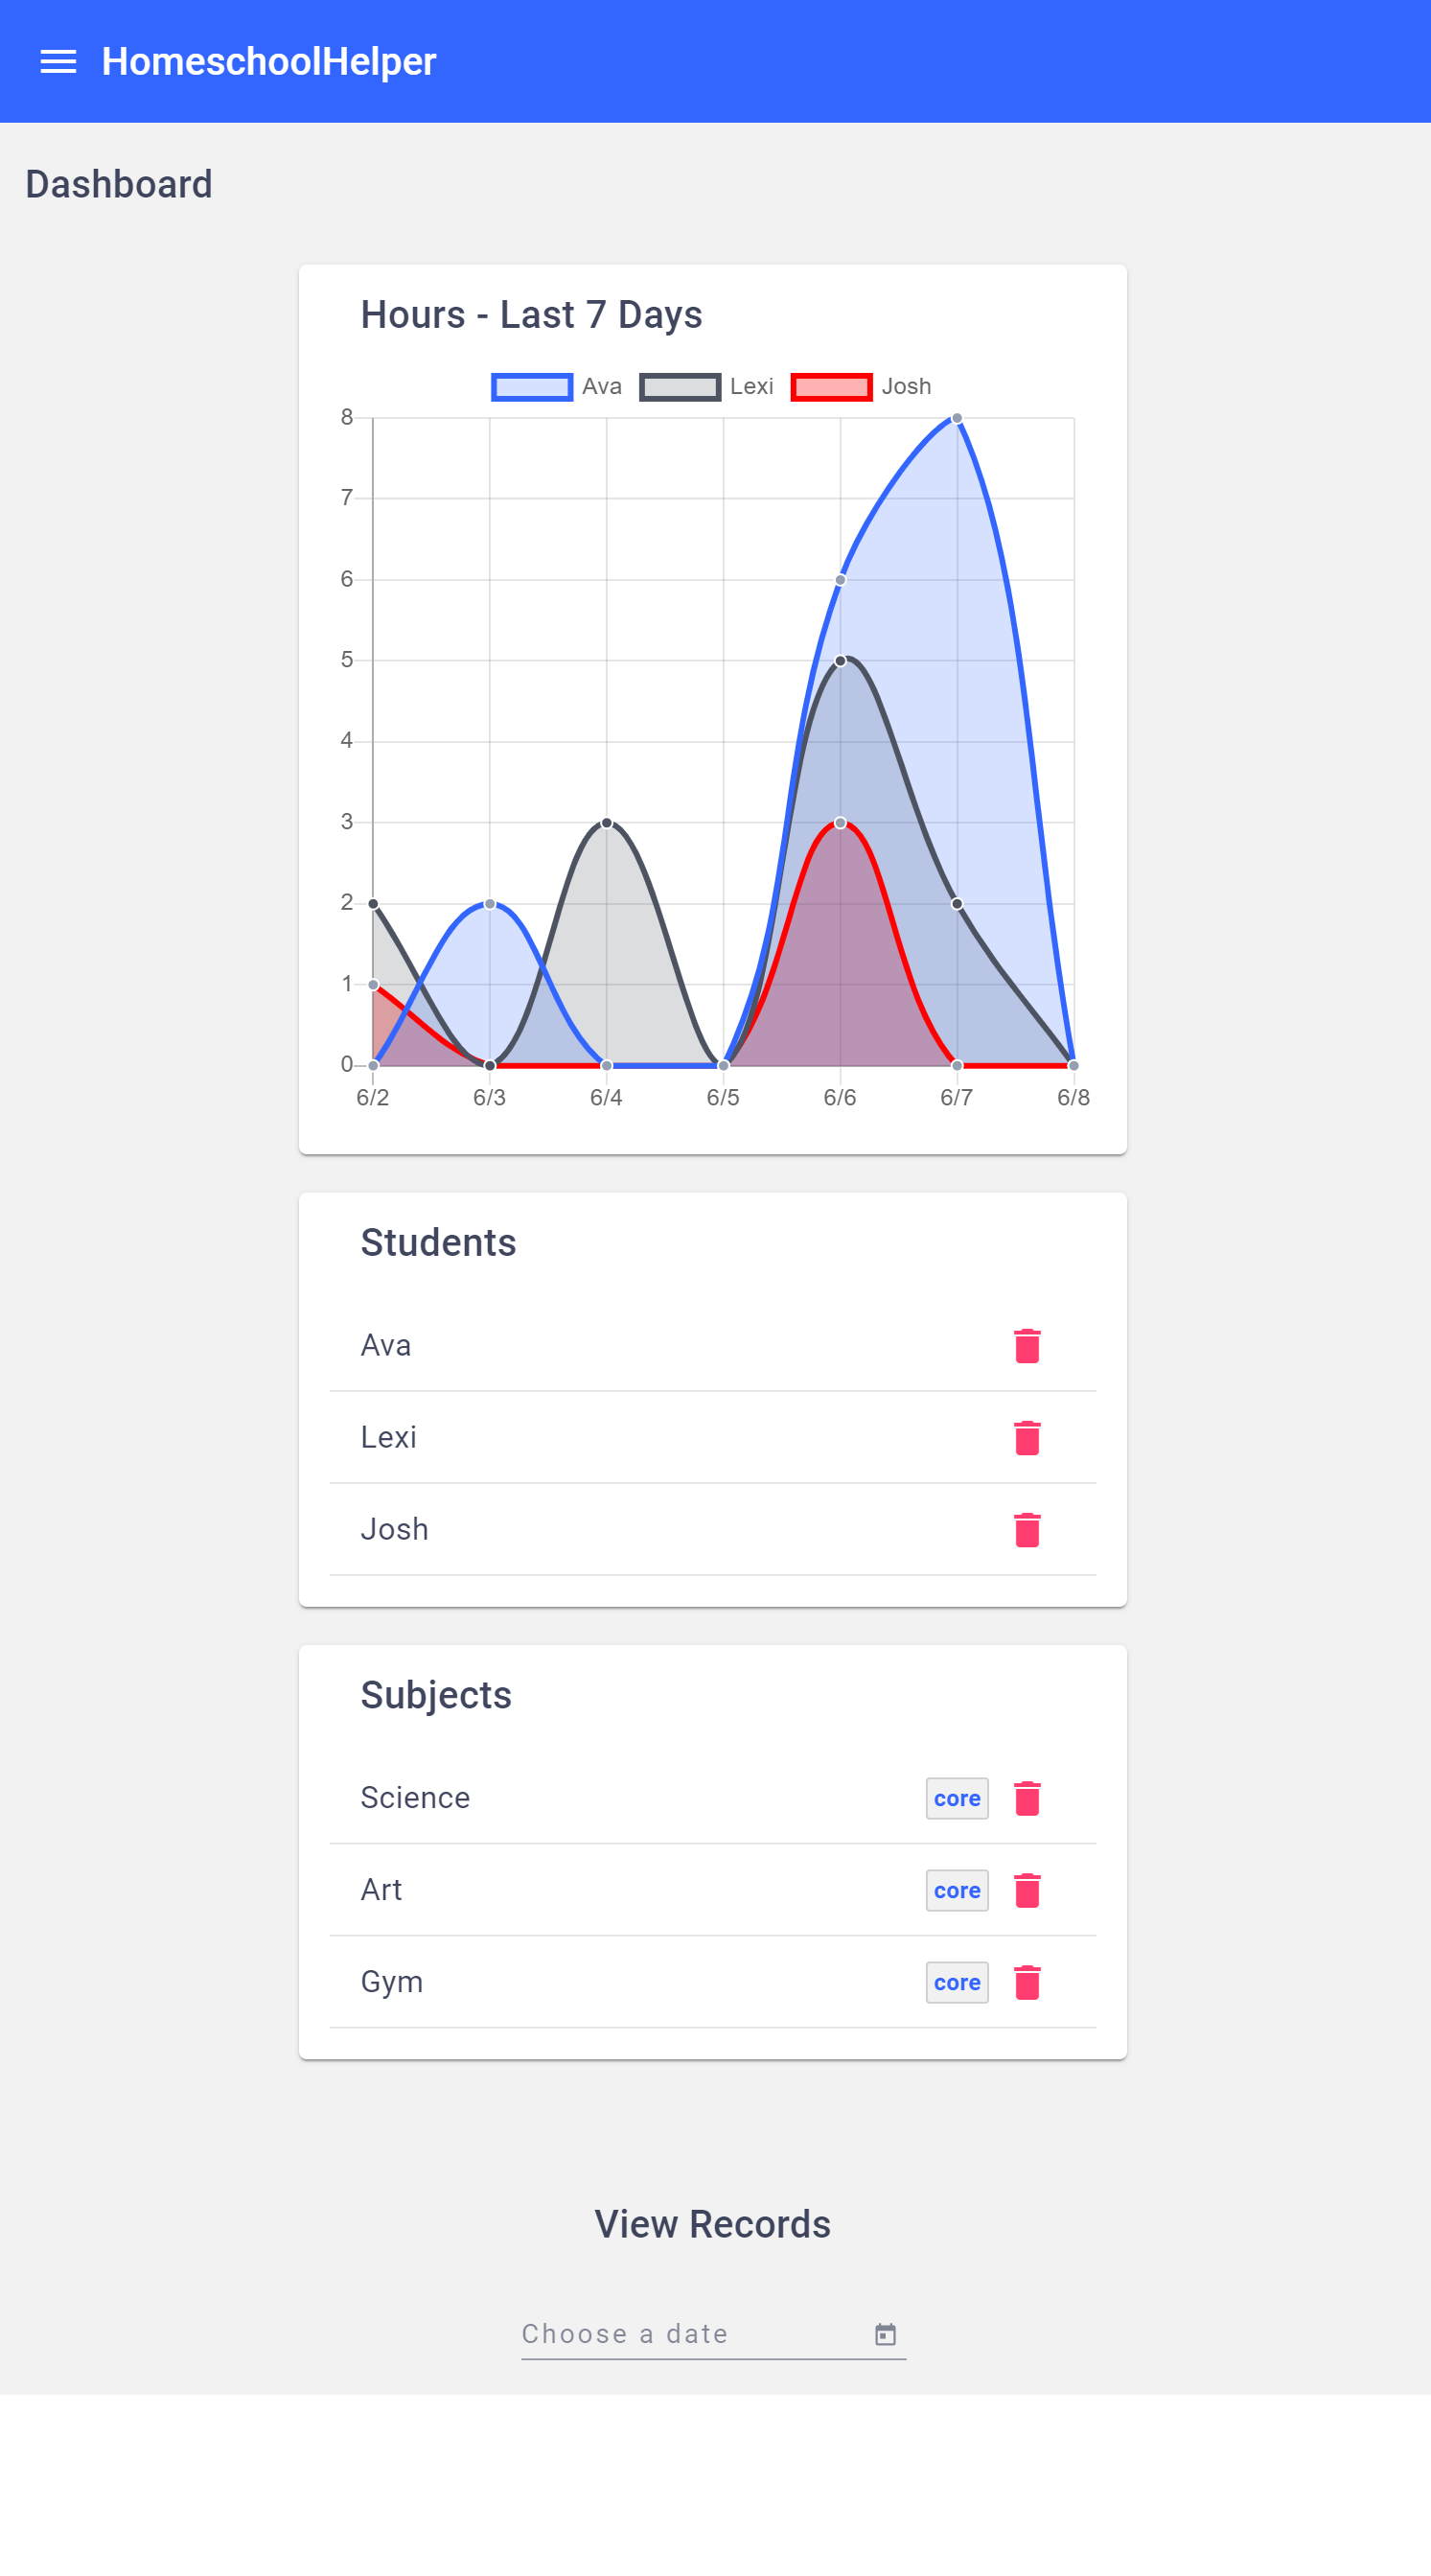 HomeschoolHelper
Dashboard
Hours - Last 7 Days
Ava Lexi Josh
8
7
6
5
4
3
2
1
0
6/2 6/3 6/4 6/5 6/6 6/7 6/8
Students
Ava
Lexi
Josh
Subjects
Science core
Art core
Gym core
View Records
Choose a date